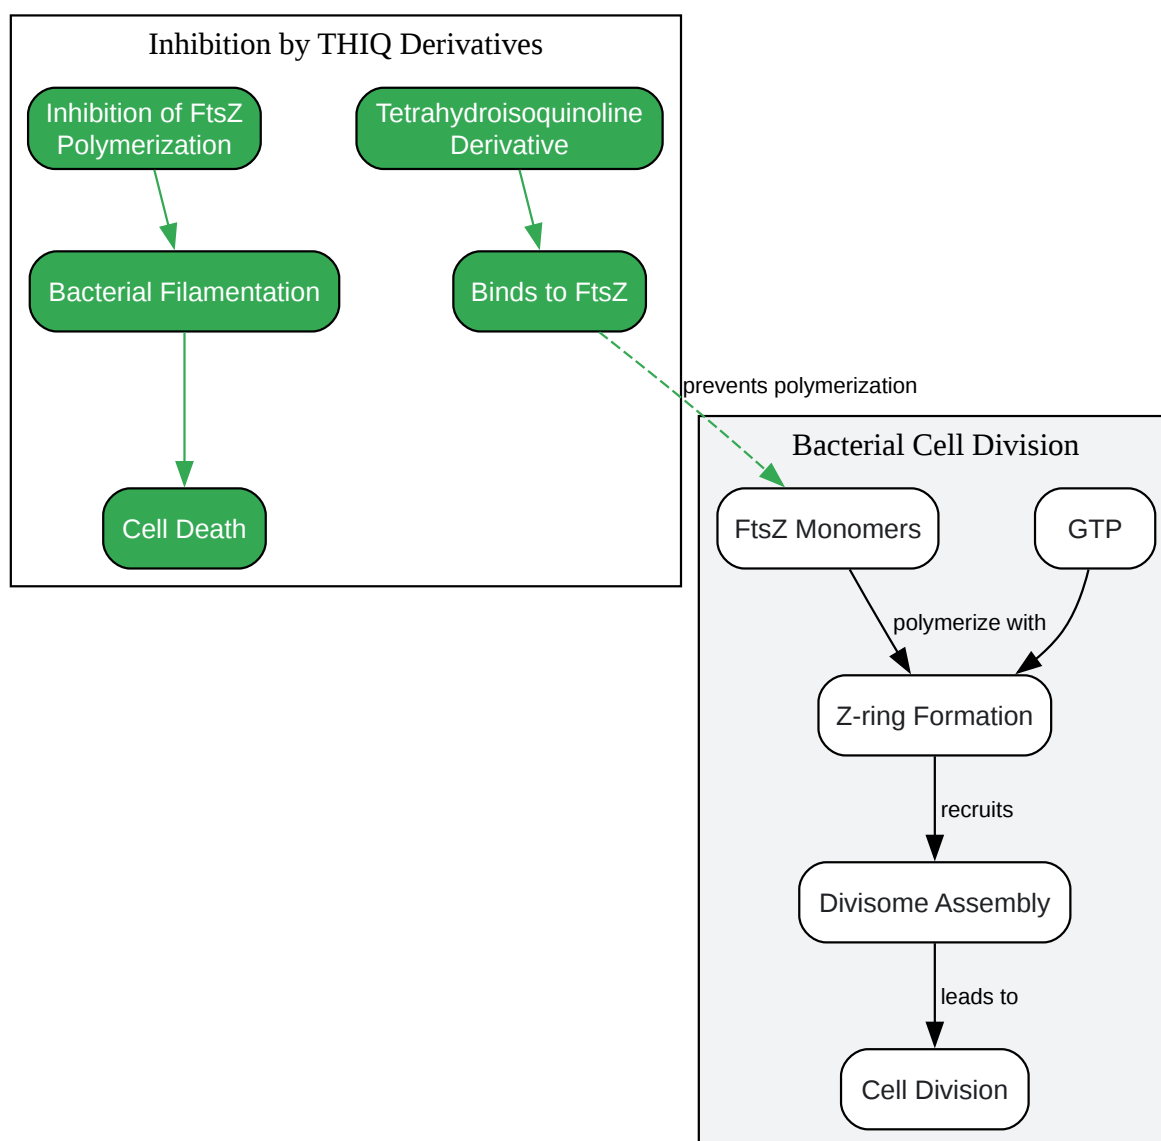 Inhibition by THIQ Derivatives
Inhibition of FtsZ
Polymerization
Tetrahydroisoquinoline
Derivative
Bacterial Filamentation
Binds to FtsZ
prevents polymerization
Cell Death
Bacterial Cell Division
FtsZ Monomers
GTP
polymerize with
Z-ring Formation
recruits
Divisome Assembly
leads to
Cell Division